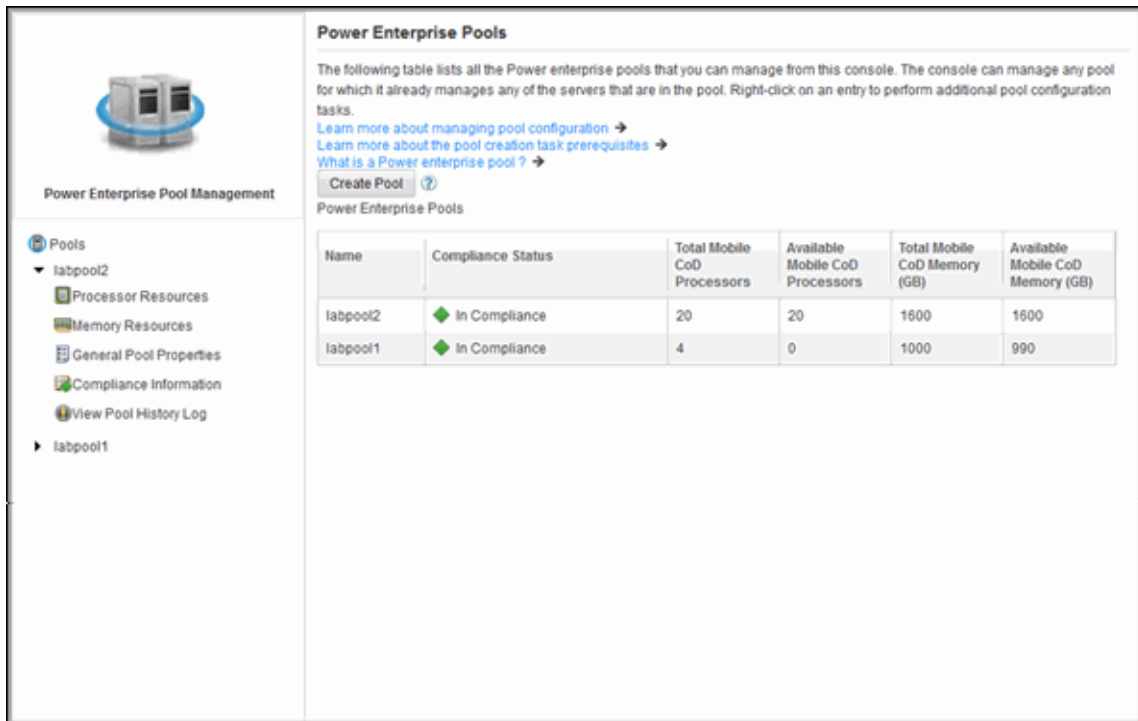 Power Enterprise Pool Management
Pools
labpool2
Processor Resources
Memory Resources
General Pool Properties
Compliance Information
View Pool History Log
labpool1
Power Enterprise Pools
The following table lists all the Power enterprise pools that you can manage from this console. The console can manage any pool
for which it already manages any of the servers that are in the pool. Right-click on an entry to perform additional pool configuration
tasks.
Learn more about managing pool configuration ➔
Learn more about the pool creation task prerequisites ➔
What is a Power enterprise pool ? ➔
Create Pool ?
Power Enterprise Pools
Name Compliance Status Total Mobile CoD Processors Available Mobile CoD Processors Total Mobile CoD Memory (GB) Available Mobile CoD Memory (GB)
labpool2 In Compliance 20 20 1600 1600
labpool1 In Compliance 4 0 1000 990